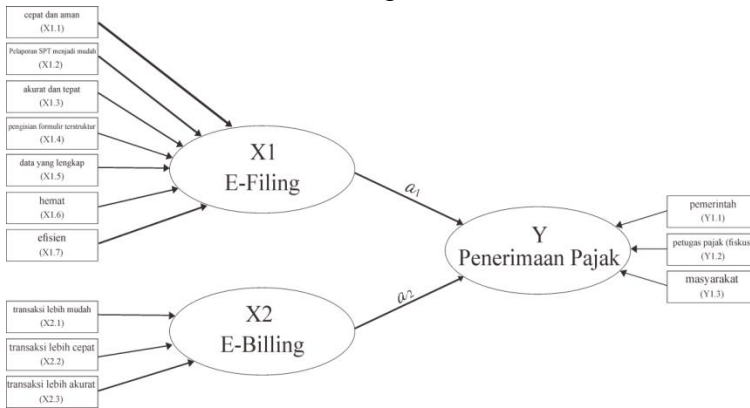 cepat dan aman
(X1.1)
Pelaporan SPT menjadi mudah
(X1.2)
akurat dan tepat
(X1.3)
pengisian formulir terstruktur
(X1.4)
data yang lengkap
(X1.5)
hemat
(X1.6)
efisien
(X1.7)
X1
E-Filing
a1
transaksi lebih mudah
(X2.1)
transaksi lebih cepat
(X2.2)
transaksi lebih akurat
(X2.3)
X2
E-Billing
a2
Y
Penerimaan Pajak
pemerintah
(Y1.1)
petugas pajak (fiskus
(Y1.2)
masyarakat
(Y1.3)